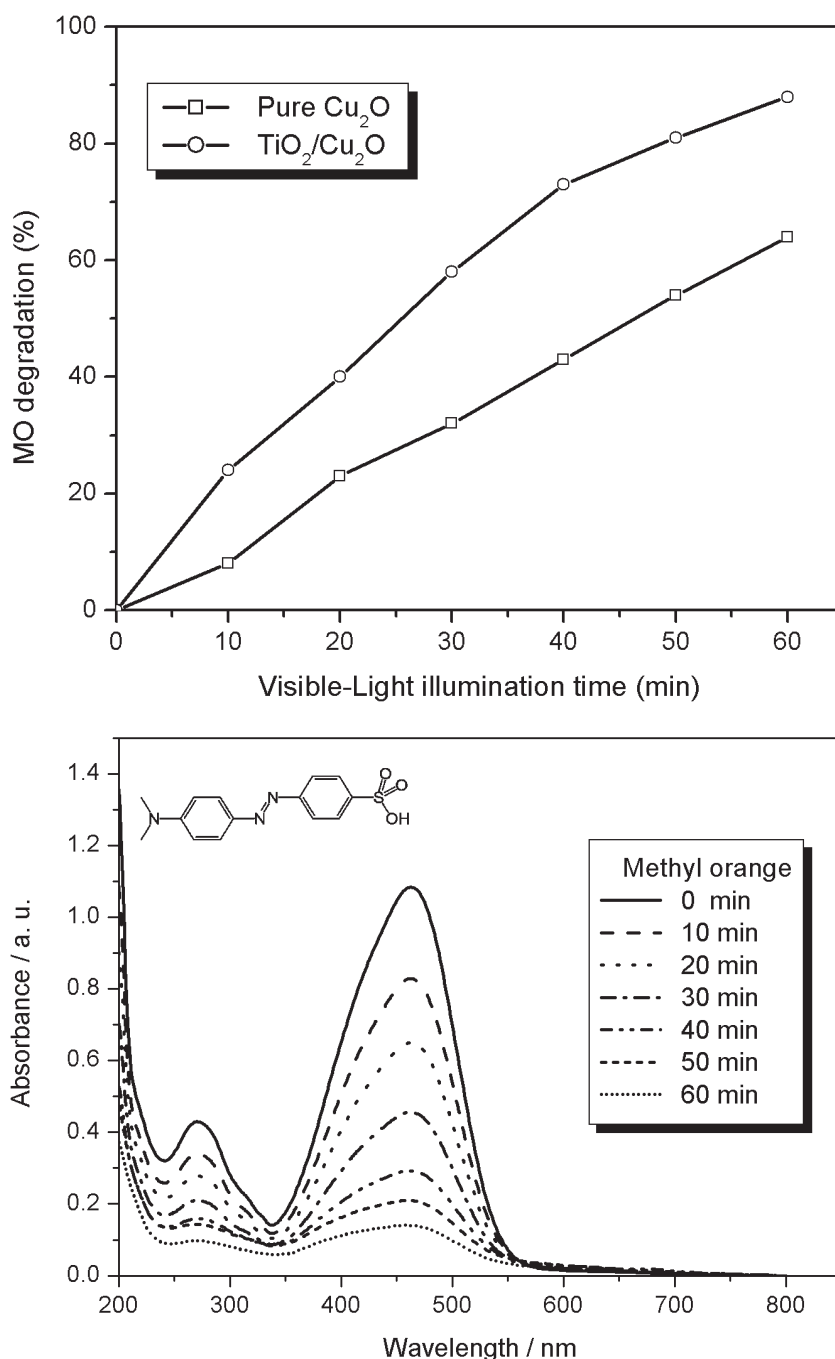 100
80
60
40
20
0
MO degradation (%)
Pure Cu₂O
TiO₂/Cu₂O
0 10 20 30 40 50 60
Visible-Light illumination time (min)
1.4
1.2
1.0
0.8
0.6
0.4
0.2
0.0
Absorbance / a. u.
N
N
N
O
O
S
OH
Methyl orange
0 min
10 min
20 min
30 min
40 min
50 min
60 min
200 300 400 500 600 700 800
Wavelength / nm